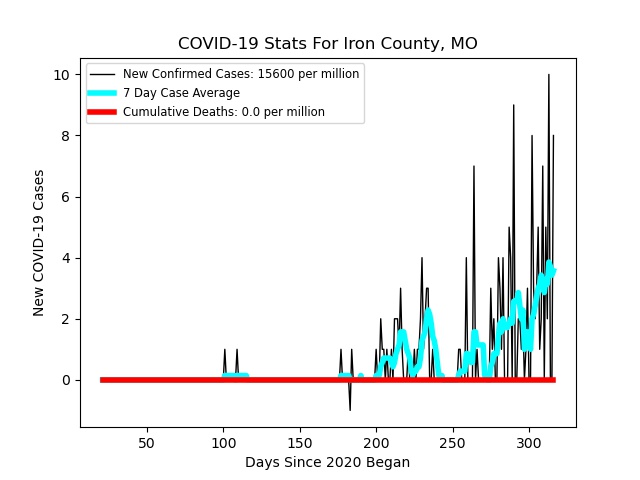 COVID-19 Stats For Iron County, MO
New Confirmed Cases: 15600 per million
7 Day Case Average
Cumulative Deaths: 0.0 per million
New COVID-19 Cases
10
8
6
4
2
0
50 100 150 200 250 300
Days Since 2020 Began